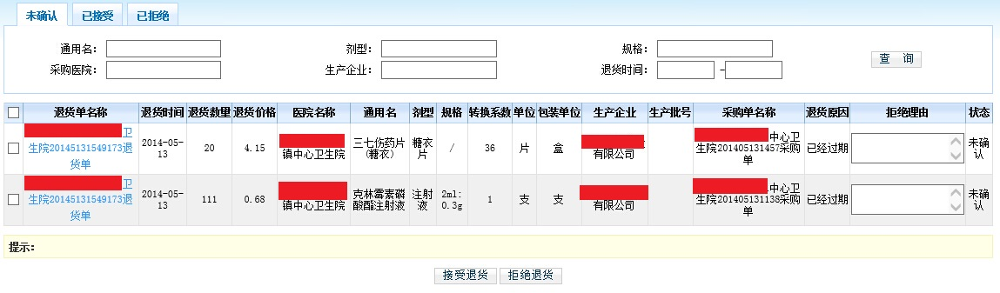 未确认 已接受 已拒绝
通用名： 剂型： 规格：
采购医院： 生产企业： 退货时间： - 查 询
退货单名称 退货时间 退货数量 退货价格 医院名称 通用名 剂型 规格 转换系数 单位 包装单位 生产企业 生产批号 采购单名称 退货原因 拒绝理由 状态
卫生院20145131549173退货单 2014-05-13 20 4.15 镇中心卫生院 三七伤药片(糖衣) 糖衣片 / 36 片 盒 有限公司 中心卫生院201405131457采购单 已经过期 未确认
卫生院20145131549173退货单 2014-05-13 111 0.68 镇中心卫生院 克林霉素磷酸酯注射液 注射液 2ml:0.3g 1 支 支 有限公司 中心卫生院201405131138采购单 已经过期 未确认
提示：
接受退货 拒绝退货